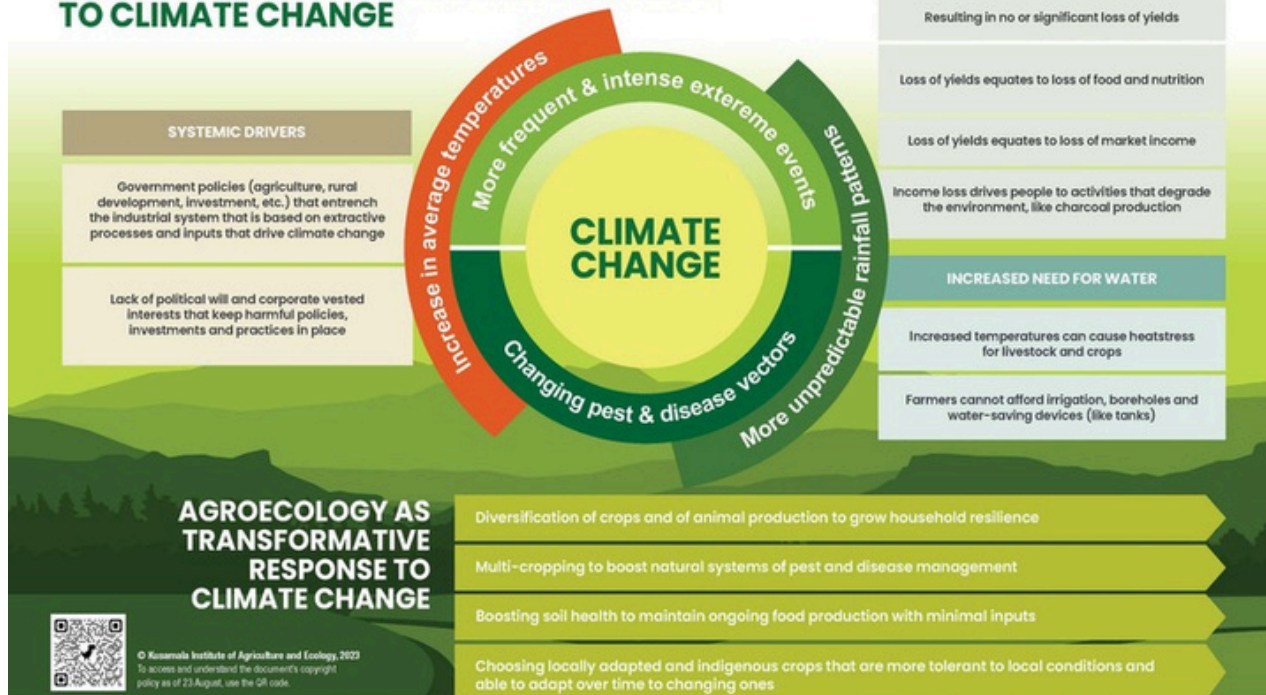 TO CLIMATE CHANGE
SYSTEMIC DRIVERS
Government policies (agriculture, rural
development, investment, etc.) that entrench
the industrial system that is based on extractive
processes and inputs that drive climate change
Lack of political will and corporate vested
interests that keep harmful policies,
investments and practices in place
Increase in average temperatures
More frequent & intense extereme events
CLIMATE
CHANGE
Changing pest & disease vectors
More unpredictable rainfall patterns
Resulting in no or significant loss of yields
Loss of yields equates to loss of food and nutrition
Loss of yields equates to loss of market income
Income loss drives people to activities that degrade
the environment, like charcoal production
INCREASED NEED FOR WATER
Increased temperatures can cause heatstress
for livestock and crops
Farmers cannot afford irrigation, boreholes and
water-saving devices (like tanks)
AGROECOLOGY AS
TRANSFORMATIVE
RESPONSE TO
CLIMATE CHANGE
Diversification of crops and of animal production to grow household resilience
Multi-cropping to boost natural systems of pest and disease management
Boosting soil health to maintain ongoing food production with minimal inputs
Choosing locally adapted and indigenous crops that are more tolerant to local conditions and
able to adapt over time to changing ones
© Kusamala Institute of Agriculture and Ecology, 2023
To access and understand the document's copyright
policy as of 23 August, use the QR code.